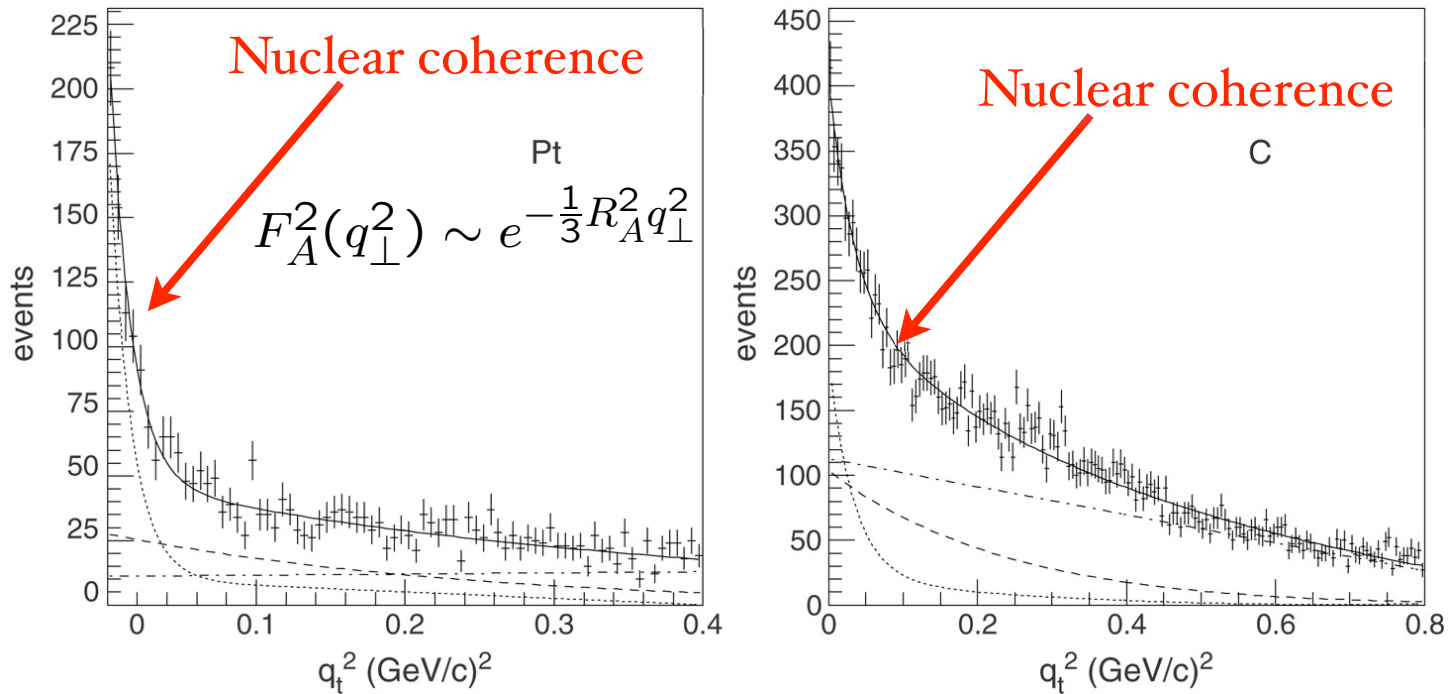 Nuclear coherence
Pt
F_A^2(q_⊥^2) ∼ e^{-\frac{1}{3}R_A^2 q_⊥^2}
events
225
200
175
150
125
100
75
50
25
0
0 0.1 0.2 0.3 0.4
q_t^2 (GeV/c)^2
Nuclear coherence
C
events
450
400
350
300
250
200
150
100
50
0
0 0.2 0.4 0.6 0.8
q_t^2 (GeV/c)^2